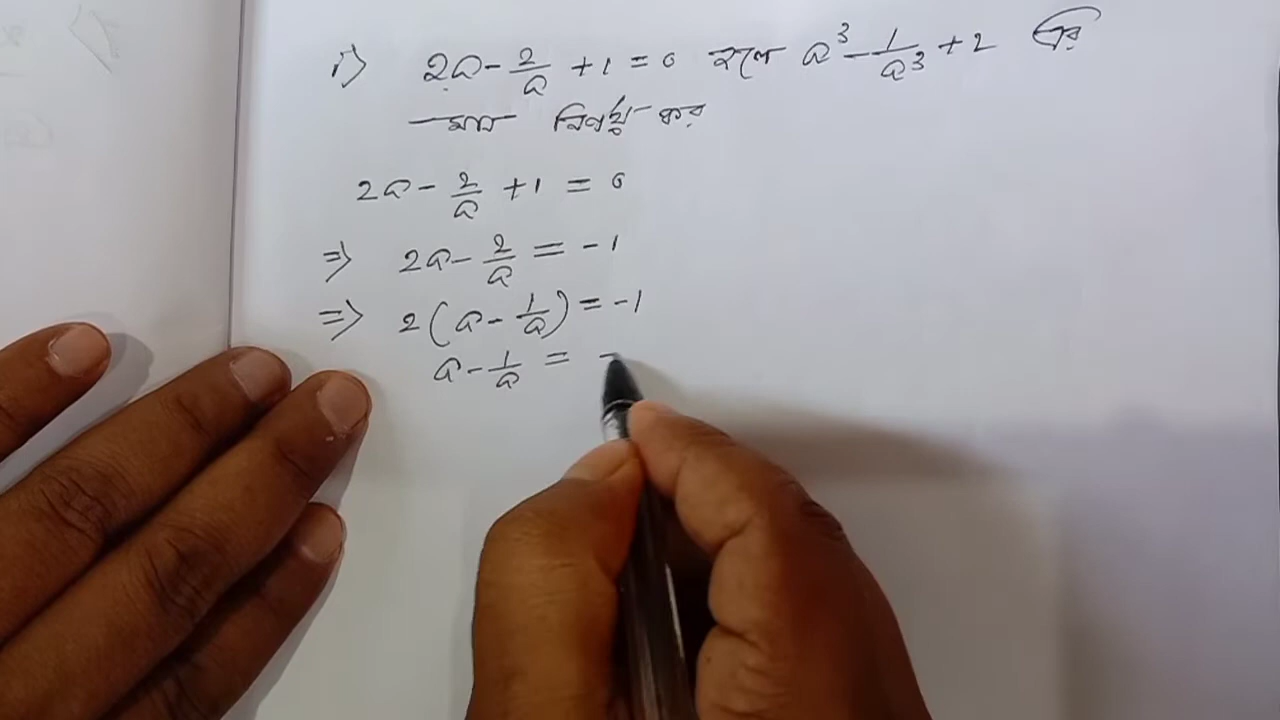 i) 2a - 2/a + 1 = 0 হলে a³ - 1/a³ + 2 এর
মান নির্ণয় কর
2a - 2/a + 1 = 0
⇒ 2a - 2/a = -1
⇒ 2(a - 1/a) = -1
a - 1/a = -